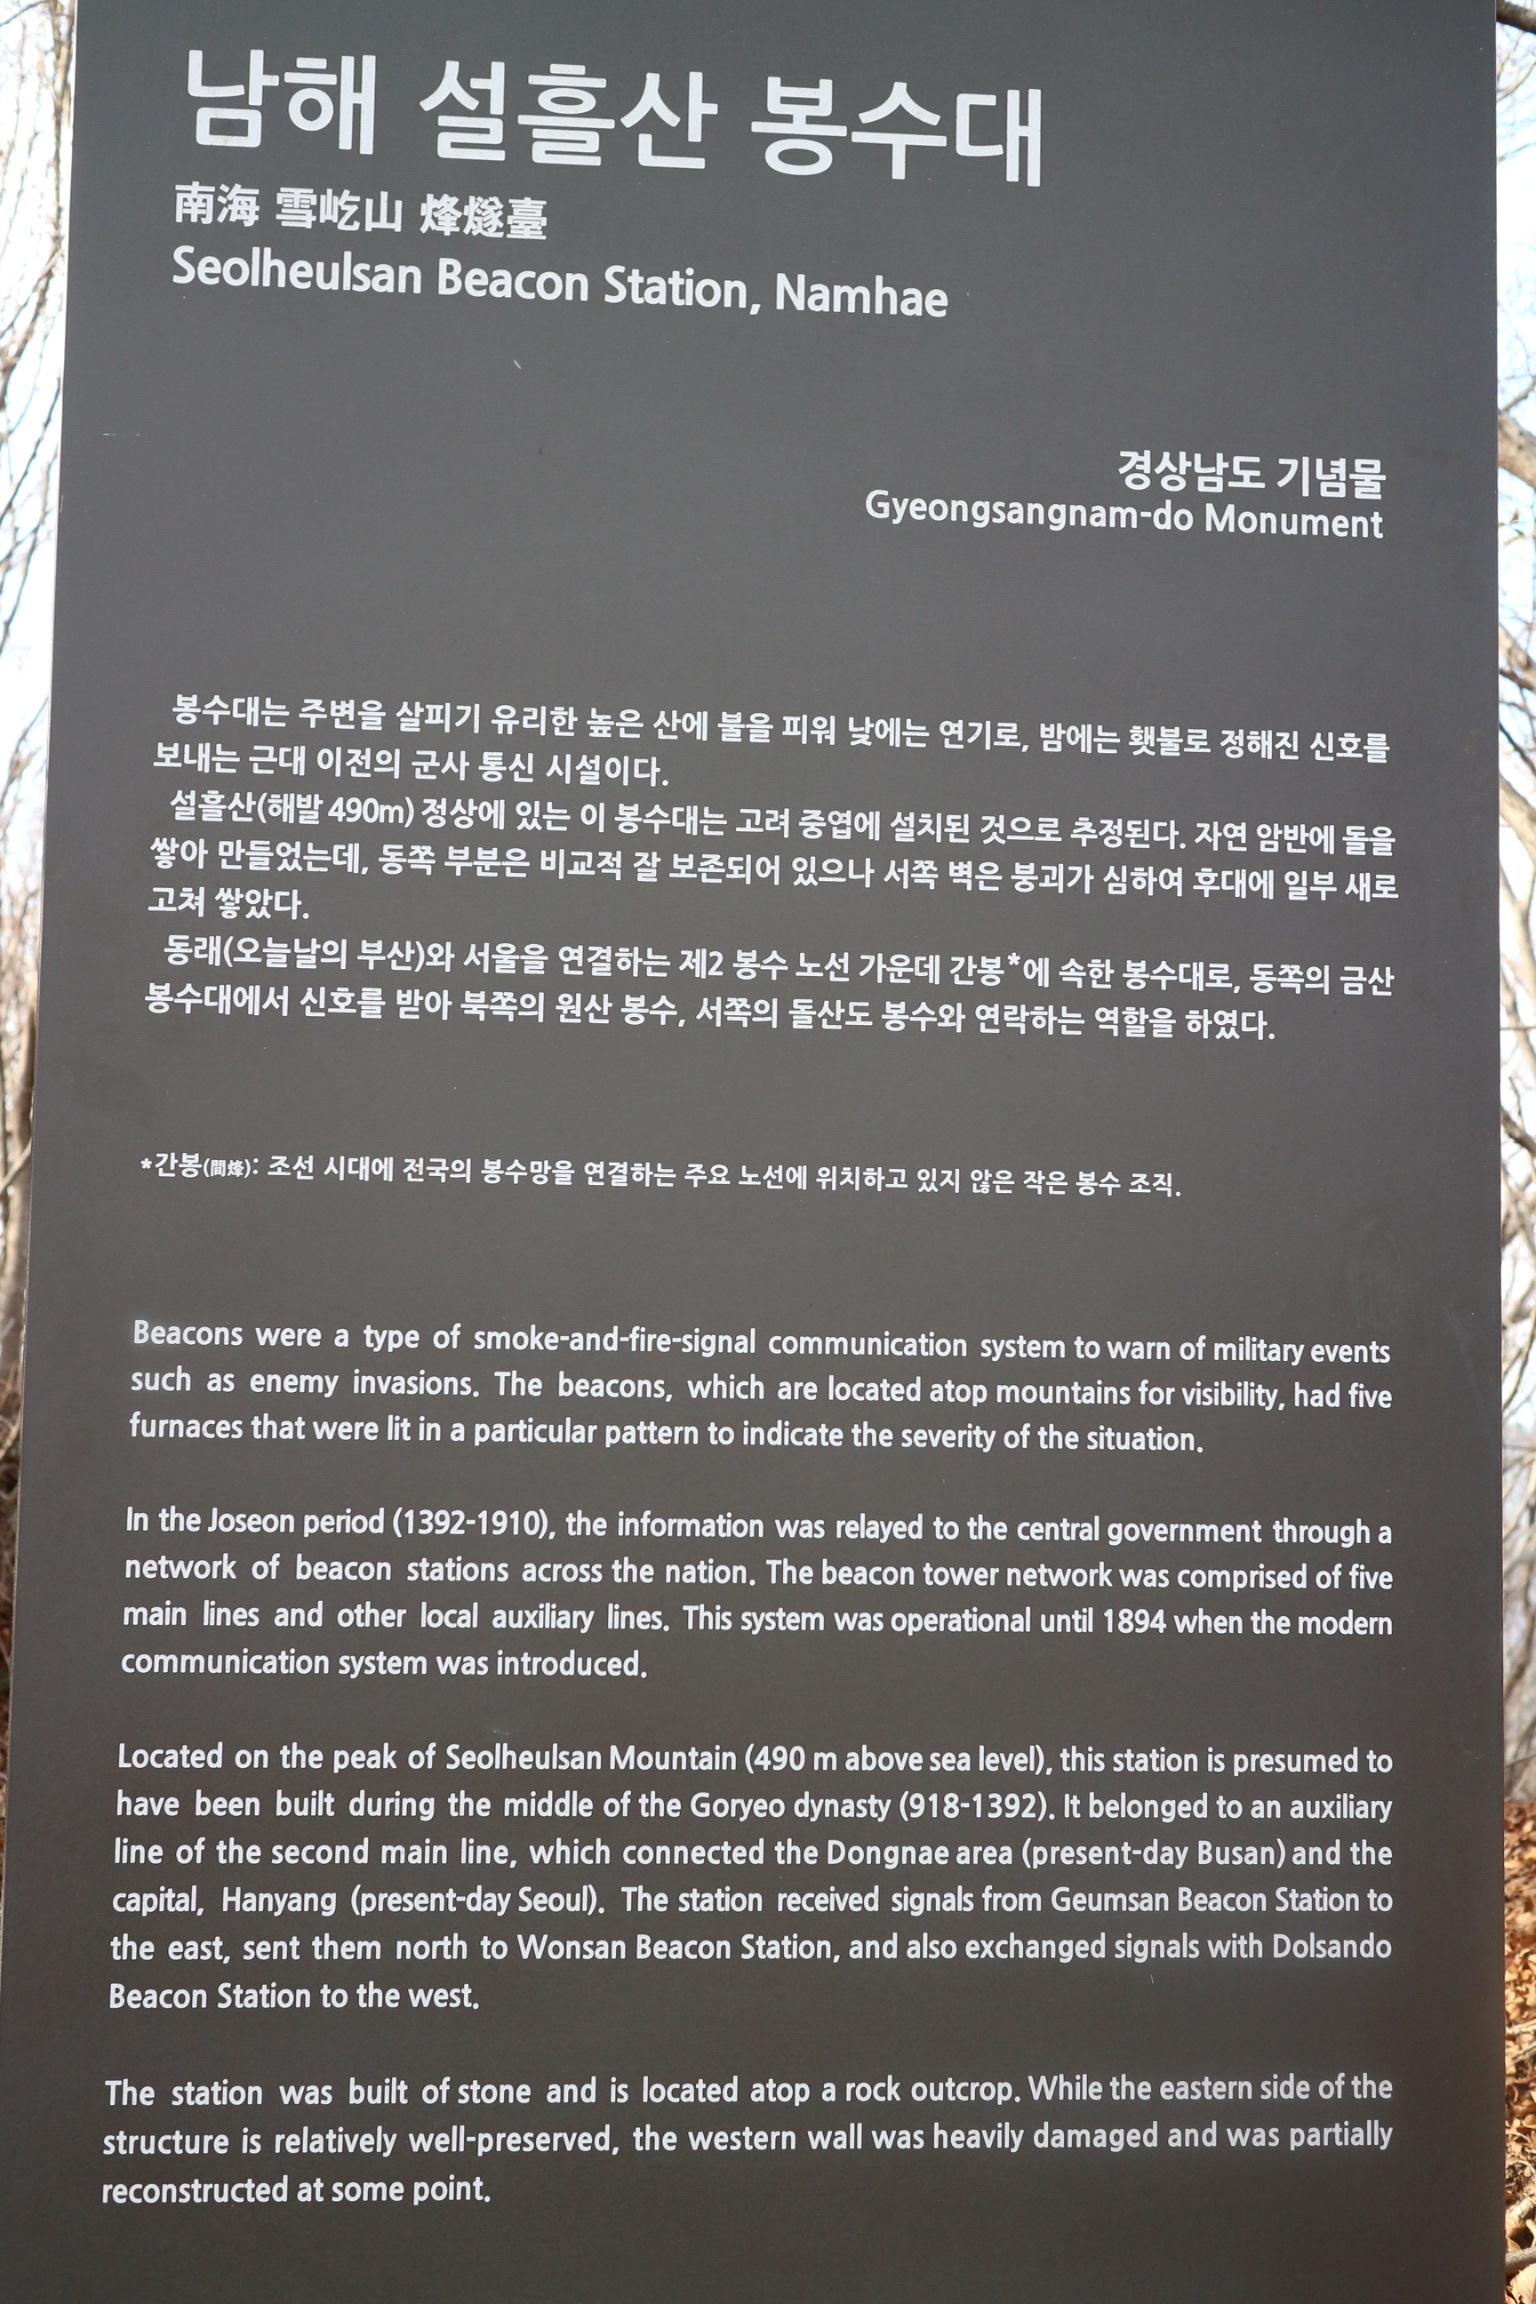 남해 설흘산 봉수대
南海 雪屹山 烽燧臺
Seolheulsan Beacon Station, Namhae
경상남도 기념물
Gyeongsangnam-do Monument
봉수대는 주변을 살피기 유리한 높은 산에 불을 피워 낮에는 연기로, 밤에는 횃불로 정해진 신호를
보내는 근대 이전의 군사 통신 시설이다.
설흘산(해발 490m) 정상에 있는 이 봉수대는 고려 중엽에 설치된 것으로 추정된다. 자연 암반에 돌을
쌓아 만들었는데, 동쪽 부분은 비교적 잘 보존되어 있으나 서쪽 벽은 붕괴가 심하여 후대에 일부 새로
고쳐 쌓았다.
동래(오늘날의 부산)와 서울을 연결하는 제2 봉수 노선 가운데 간봉*에 속한 봉수대로, 동쪽의 금산
봉수대에서 신호를 받아 북쪽의 원산 봉수, 서쪽의 돌산도 봉수와 연락하는 역할을 하였다.
*간봉(間烽): 조선 시대에 전국의 봉수망을 연결하는 주요 노선에 위치하고 있지 않은 작은 봉수 조직.
Beacons were a type of smoke-and-fire-signal communication system to warn of military events
such as enemy invasions. The beacons, which are located atop mountains for visibility, had five
furnaces that were lit in a particular pattern to indicate the severity of the situation.
In the Joseon period (1392-1910), the information was relayed to the central government through a
network of beacon stations across the nation. The beacon tower network was comprised of five
main lines and other local auxiliary lines. This system was operational until 1894 when the modern
communication system was introduced.
Located on the peak of Seolheulsan Mountain (490 m above sea level), this station is presumed to
have been built during the middle of the Goryeo dynasty (918-1392). It belonged to an auxiliary
line of the second main line, which connected the Dongnae area (present-day Busan) and the
capital, Hanyang (present-day Seoul). The station received signals from Geumsan Beacon Station to
the east, sent them north to Wonsan Beacon Station, and also exchanged signals with Dolsando
Beacon Station to the west.
The station was built of stone and is located atop a rock outcrop. While the eastern side of the
structure is relatively well-preserved, the western wall was heavily damaged and was partially
reconstructed at some point.